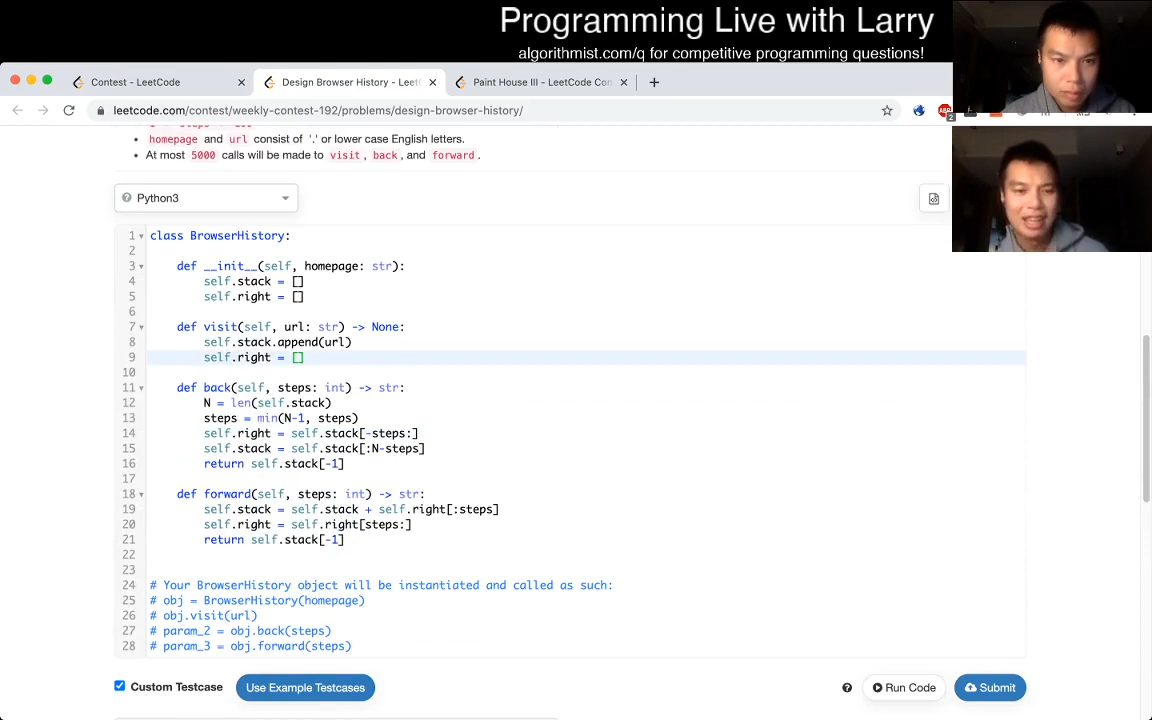 Programming Live with Larry
algorithmist.com/q for competitive programming questions!
Contest - LeetCode
Design Browser History - Leet
Paint House III - LeetCode Con
leetcode.com/contest/weekly-contest-192/problems/design-browser-history/
homepage and url consist of '.' or lower case English letters.
At most 5000 calls will be made to visit, back, and forward.
Python3
1 class BrowserHistory:
2
3 def __init__(self, homepage: str):
4 self.stack = []
5 self.right = []
6
7 def visit(self, url: str) -> None:
8 self.stack.append(url)
9 self.right = []
10
11 def back(self, steps: int) -> str:
12 N = len(self.stack)
13 steps = min(N-1, steps)
14 self.right = self.stack[-steps:]
15 self.stack = self.stack[:N-steps]
16 return self.stack[-1]
17
18 def forward(self, steps: int) -> str:
19 self.stack = self.stack + self.right[:steps]
20 self.right = self.right[steps:]
21 return self.stack[-1]
22
23
24 # Your BrowserHistory object will be instantiated and called as such:
25 # obj = BrowserHistory(homepage)
26 # obj.visit(url)
27 # param_2 = obj.back(steps)
28 # param_3 = obj.forward(steps)
Custom Testcase
Use Example Testcases
Run Code
Submit